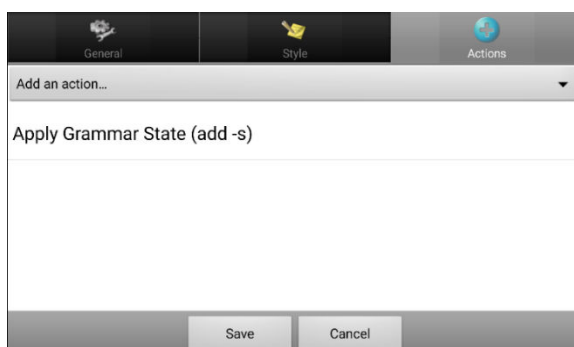 General
Style
Actions
Add an action...
Apply Grammar State (add -s)
Save
Cancel